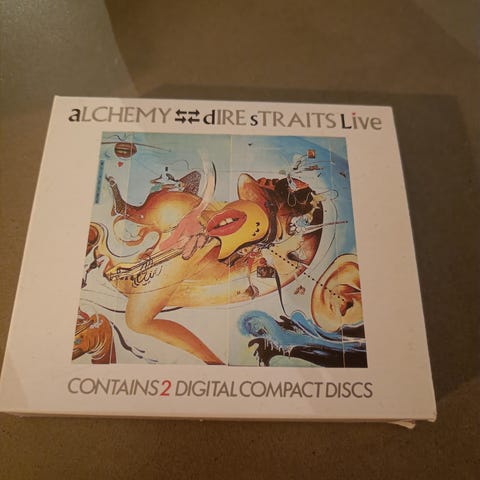 aLCHEMY dIRE sTRAITS Live
CONTAINS 2 DIGITAL COMPACT DISCS